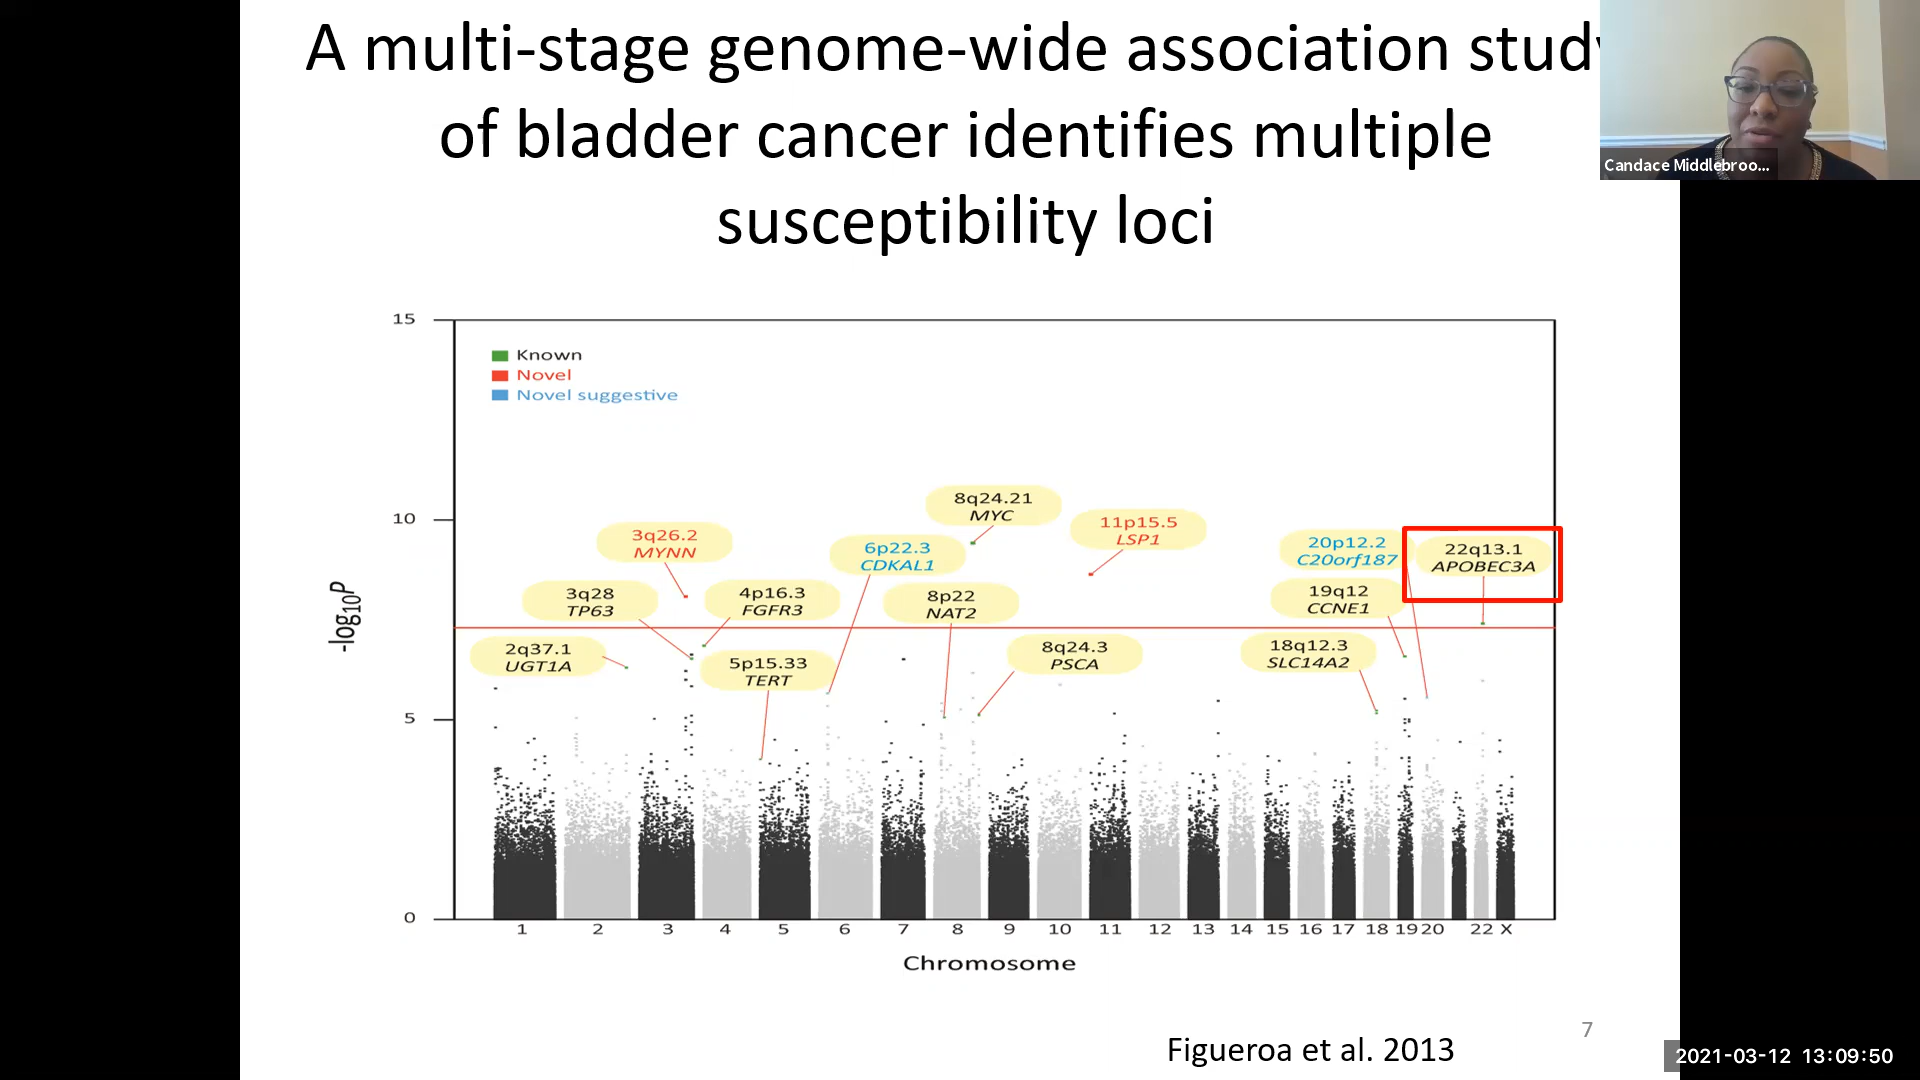 A multi-stage genome-wide association study
of bladder cancer identifies multiple
susceptibility loci
Candace Middlebroo...
15
Known
Novel
Novel suggestive
10
5
0
-log10P
8q24.21
MYC
11p15.5
LSP1
3q26.2
MYNN
6p22.3
CDKAL1
20p12.2
C20orf187
22q13.1
APOBEC3A
3q28
TP63
4p16.3
FGFR3
8p22
NAT2
19q12
CCNE1
2q37.1
UGT1A
5p15.33
TERT
8q24.3
PSCA
18q12.3
SLC14A2
1 2 3 4 5 6 7 8 9 10 11 12 13 14 15 16 17 18 19 20 22 X
Chromosome
7
Figueroa et al. 2013
2021-03-12 13:09:50